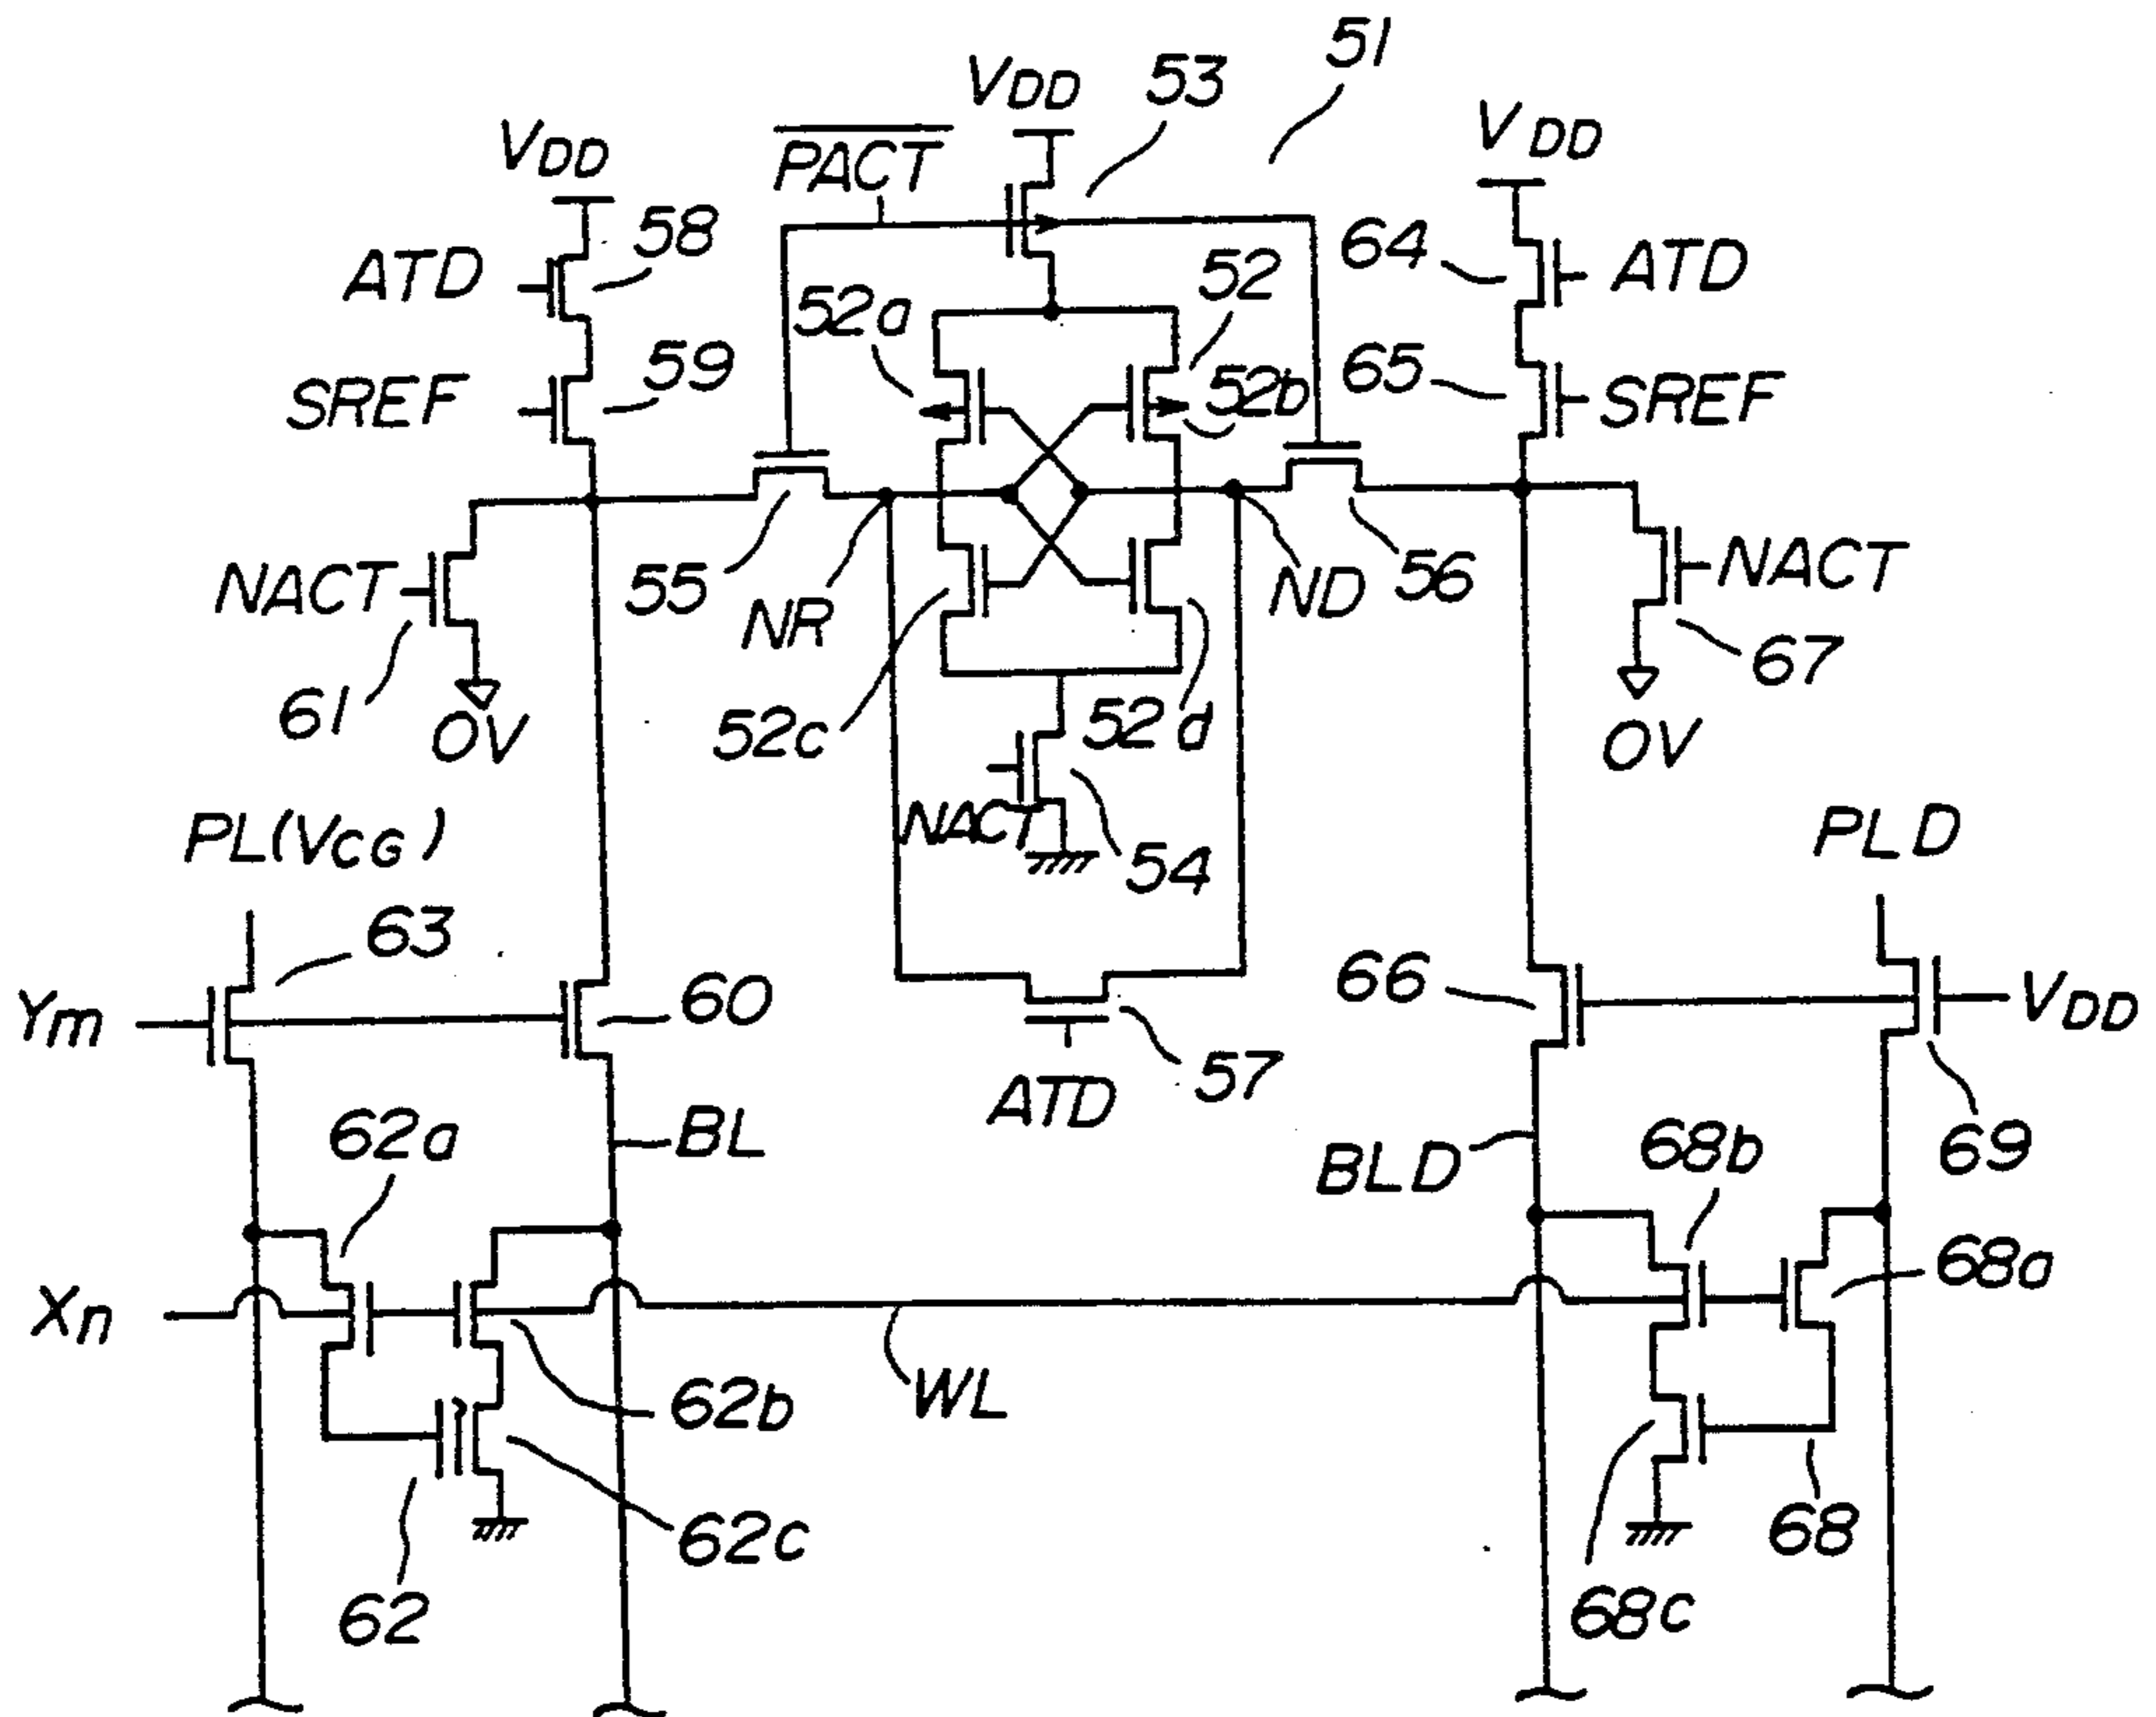 51
VDD
53
VDD
PACT
VDD
58
64
ATD
ATD
52
52a
59
65
SREF
52b
SREF
NACT
55
NR
ND
56
NACT
67
61
0V
52c
52d
0V
NACT
54
PL(VCG)
PLD
63
60
66
Ym
VDD
57
ATD
BL
62a
BLD
68b
69
Xn
68a
WL
62b
62c
68
62
68c